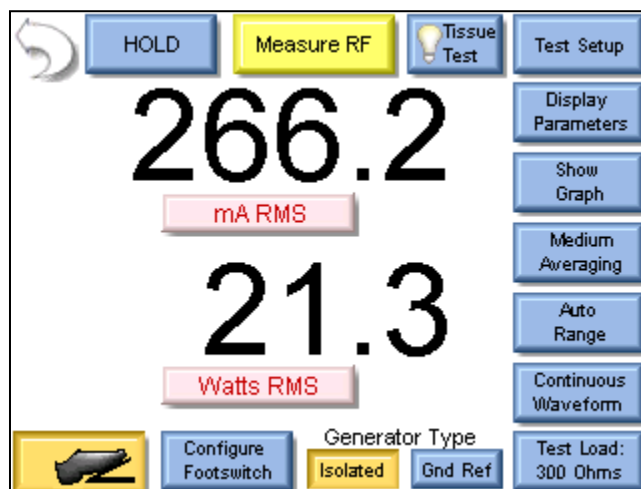 HOLD
Measure RF
Tissue
Test
Test Setup
266.2
mA RMS
Display
Parameters
Show
Graph
Medium
Averaging
21.3
Watts RMS
Auto
Range
Continuous
Waveform
Configure
Footswitch
Generator Type
Isolated
Gnd Ref
Test Load:
300 Ohms